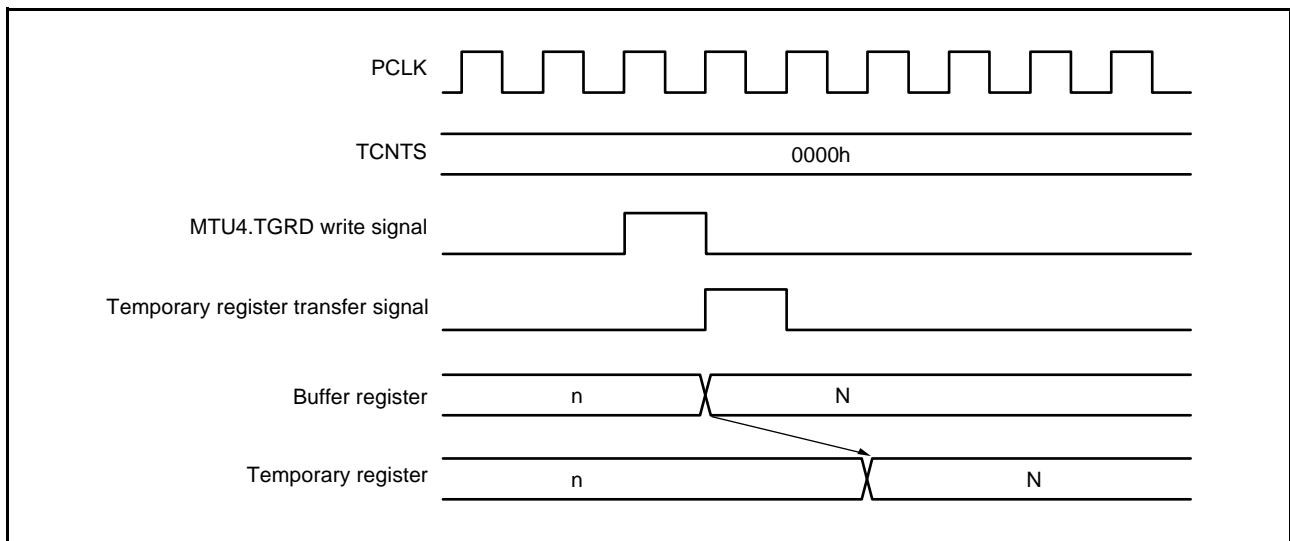 PCLK
TCNTS
0000h
MTU4.TGRD write signal
Temporary register transfer signal
Buffer register
n
N
Temporary register
n
N